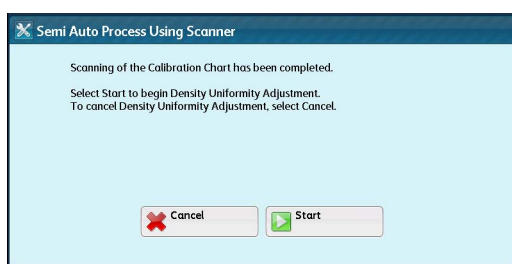 Semi Auto Process Using Scanner
Scanning of the Calibration Chart has been completed.
Select Start to begin Density Uniformity Adjustment.
To cancel Density Uniformity Adjustment, select Cancel.
Cancel
Start